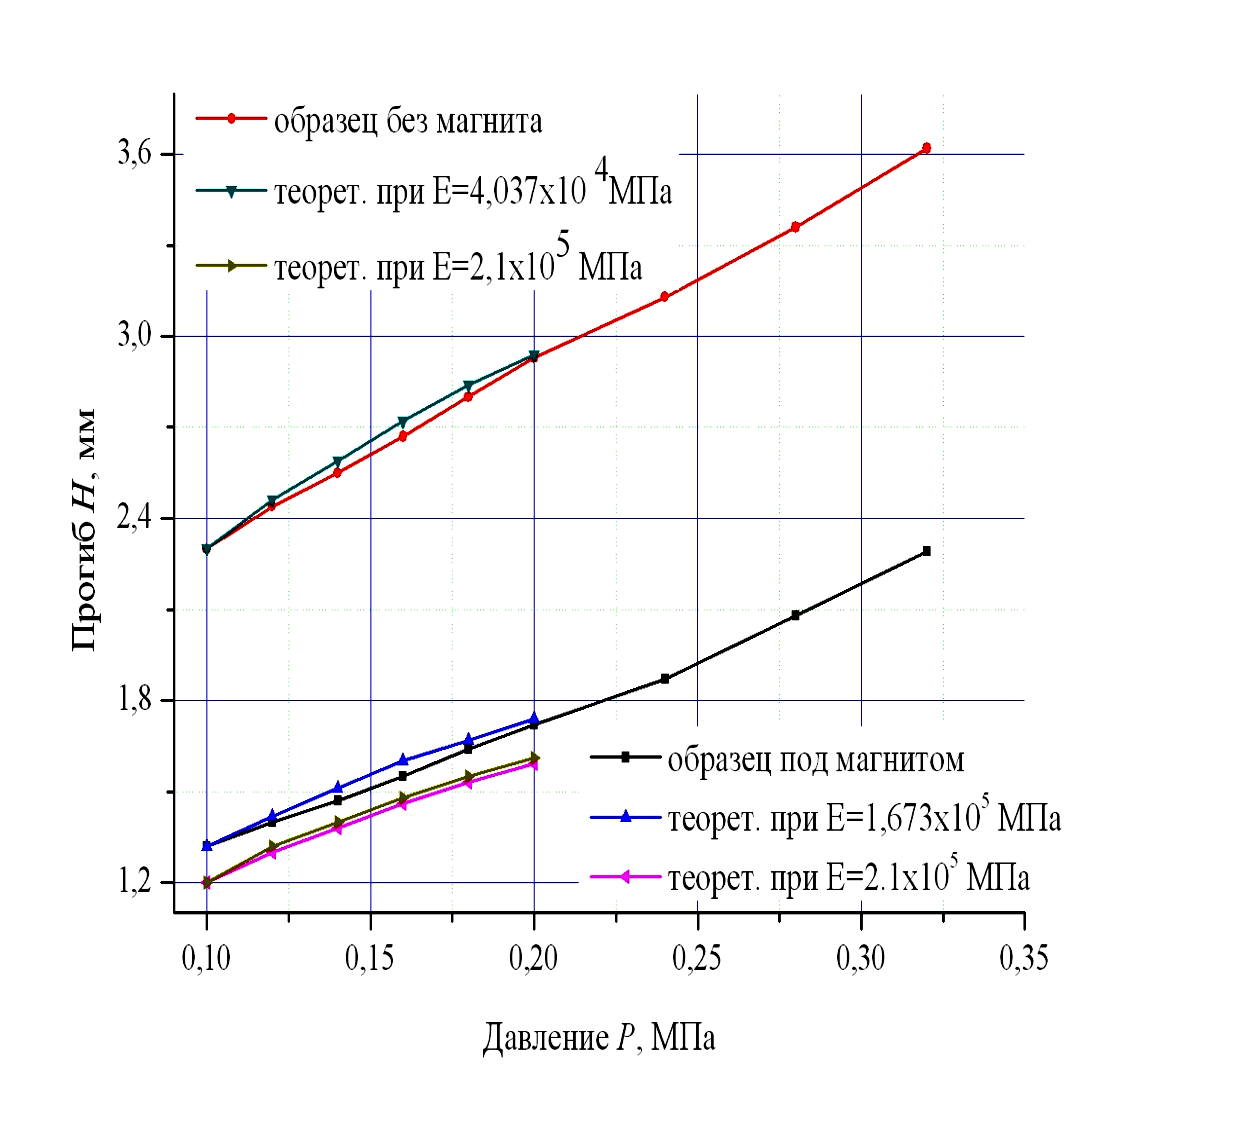 образец без магнита
3,6
теорет. при E=4,037x10 4МПа
теорет. при E=2,1x10 5 МПа
3,0
Прогиб H, мм
2,4
1,8
образец под магнитом
теорет. при E=1,673x10 5 МПа
теорет. при E=2.1x10 5 МПа
1,2
0,10 0,15 0,20 0,25 0,30 0,35
Давление P, МПа